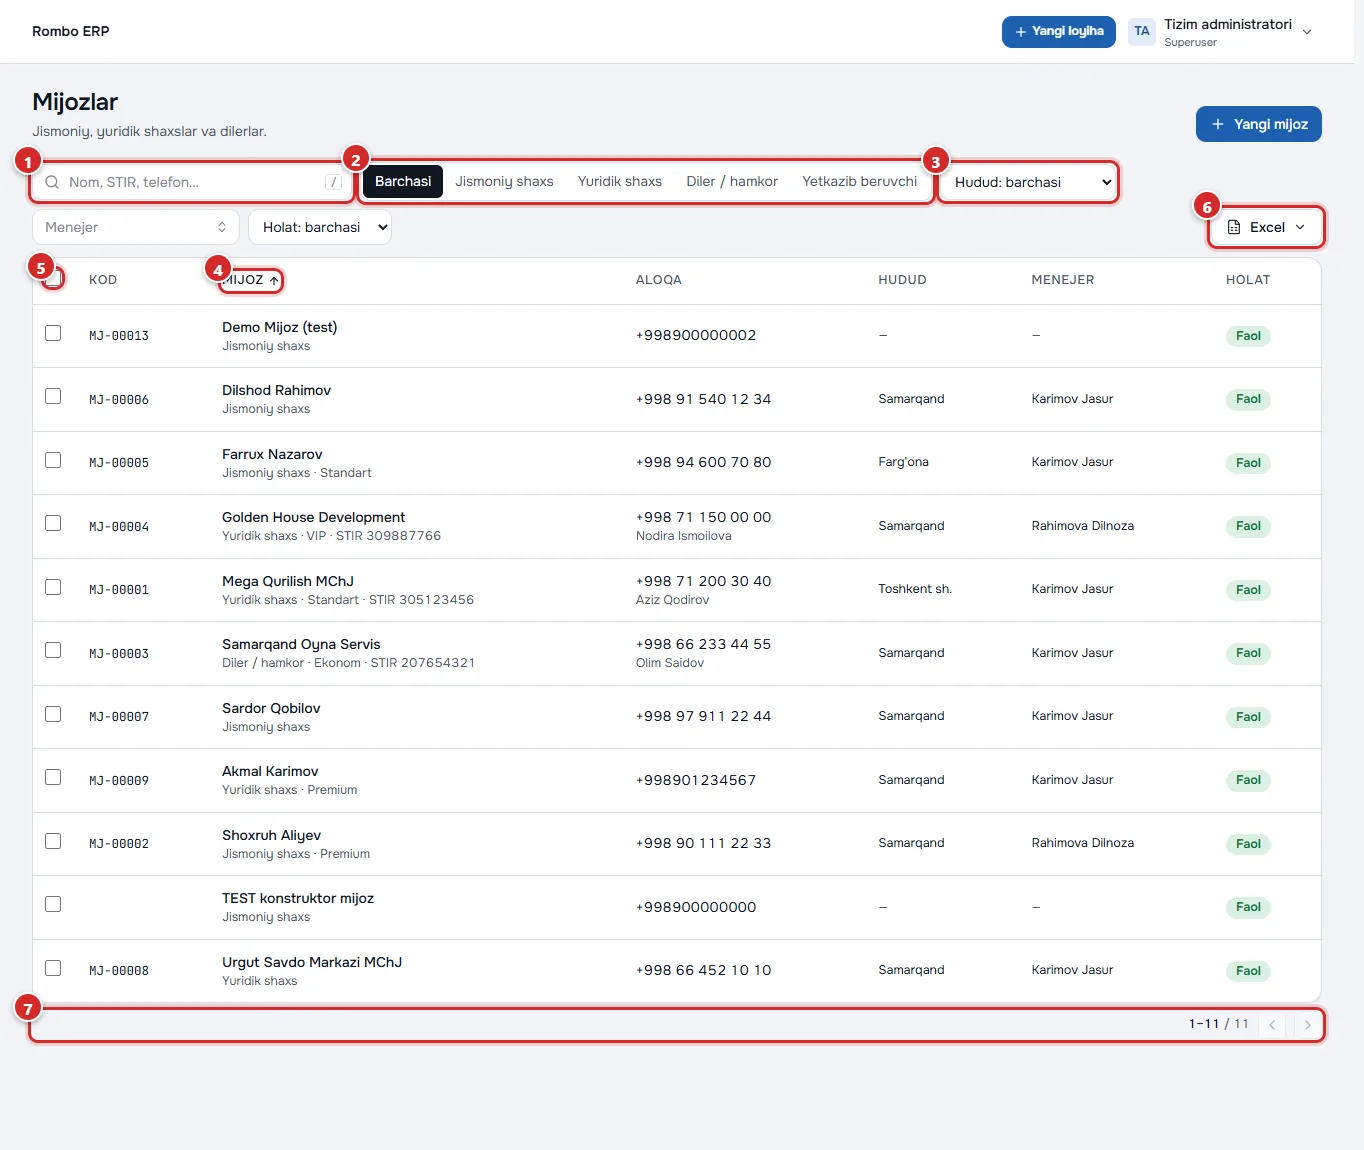 Rombo ERP
+ Yangi loyiha
TA
Tizim administratori
Superuser
Mijozlar
Jismoniy, yuridik shaxslar va dilerlar.
+ Yangi mijoz
1
2
3
Nom, STIR, telefon... /
Barchasi Jismoniy shaxs Yuridik shaxs Diler / hamkor Yetkazib beruvchi
Hudud: barchasi
6
Menejer
Holat: barchasi
Excel
5
4
KOD MIJOZ ↑ ALOQA HUDUD MENEJER HOLAT
MJ-00013 Demo Mijoz (test) +998900000002 – – Faol
Jismoniy shaxs
MJ-00006 Dilshod Rahimov +998 91 540 12 34 Samarqand Karimov Jasur Faol
Jismoniy shaxs
MJ-00005 Farrux Nazarov +998 94 600 70 80 Farg'ona Karimov Jasur Faol
Jismoniy shaxs · Standart
MJ-00004 Golden House Development +998 71 150 00 00 Samarqand Rahimova Dilnoza Faol
Yuridik shaxs · VIP · STIR 309887766 Nodira Ismoilova
MJ-00001 Mega Qurilish MChJ +998 71 200 30 40 Toshkent sh. Karimov Jasur Faol
Yuridik shaxs · Standart · STIR 305123456 Aziz Qodirov
MJ-00003 Samarqand Oyna Servis +998 66 233 44 55 Samarqand Karimov Jasur Faol
Diler / hamkor · Ekonom · STIR 207654321 Olim Saidov
MJ-00007 Sardor Qobilov +998 97 911 22 44 Samarqand Karimov Jasur Faol
Jismoniy shaxs
MJ-00009 Akmal Karimov +998901234567 Samarqand Karimov Jasur Faol
Yuridik shaxs · Premium
MJ-00002 Shoxruh Aliyev +998 90 111 22 33 Samarqand Rahimova Dilnoza Faol
Jismoniy shaxs · Premium
TEST konstruktor mijoz +998900000000 – – Faol
Jismoniy shaxs
MJ-00008 Urgut Savdo Markazi MChJ +998 66 452 10 10 Samarqand Karimov Jasur Faol
Yuridik shaxs
7
1–11 / 11